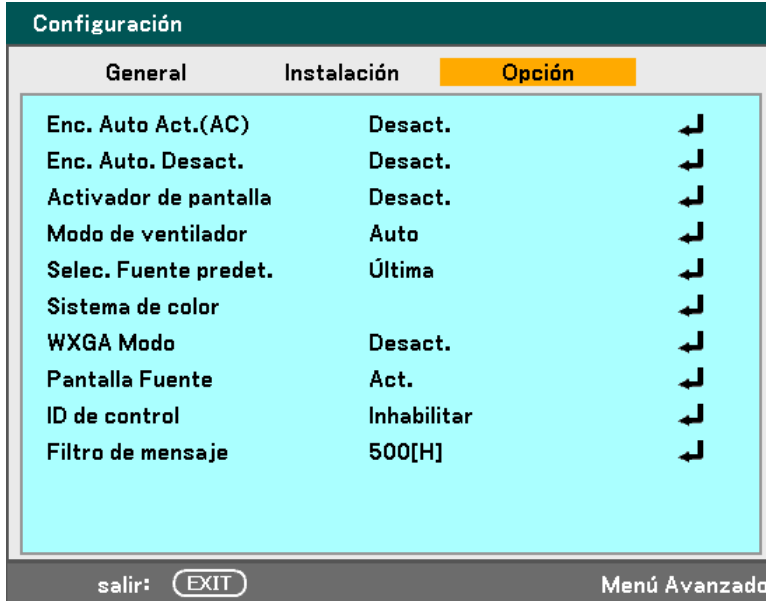 Configuración
General Instalación Opción
Enc. Auto Act.(AC) Desact.
Enc. Auto. Desact. Desact.
Activador de pantalla Desact.
Modo de ventilador Auto
Selec. Fuente predet. Última
Sistema de color
WXGA Modo Desact.
Pantalla Fuente Act.
ID de control Inhabilitar
Filtro de mensaje 500[H]
salir: EXIT Menú Avanzado